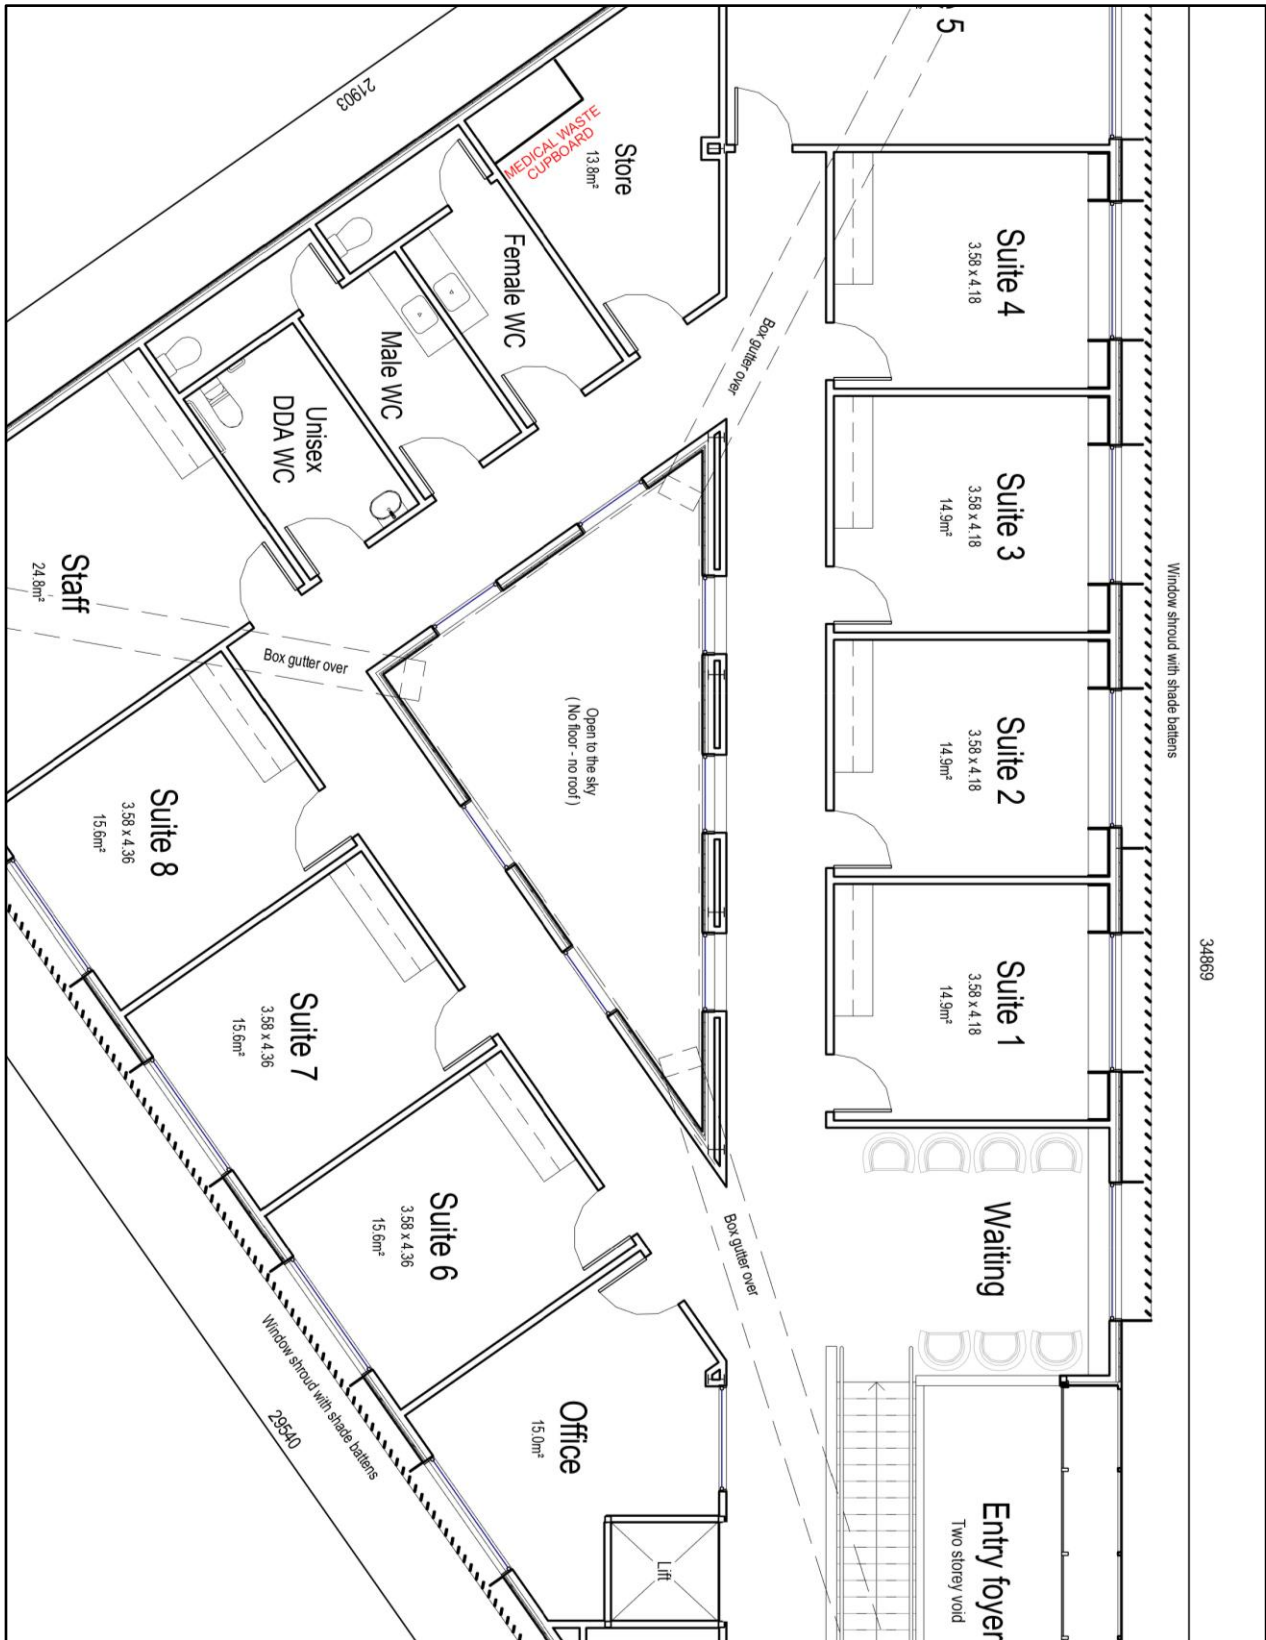 5
21903
MEDICAL WASTE
CUPBOARD
Store
13.8m²
Female WC
Male WC
Unisex
DDA WC
Staff
24.8m²
Box gutter over
Box gutter over
Box gutter over
Open to the sky
( No floor - no roof )
Suite 4
3.58 x 4.18
Suite 3
3.58 x 4.18
14.9m²
Suite 2
3.58 x 4.18
14.9m²
Suite 1
3.58 x 4.18
14.9m²
Window shroud with shade battens
34869
Suite 8
3.58 x 4.36
15.6m²
Suite 7
3.58 x 4.36
15.6m²
Suite 6
3.58 x 4.36
15.6m²
Window shroud with shade battens
29540
Office
15.0m²
Lift
Waiting
Entry foyer
Two storey void